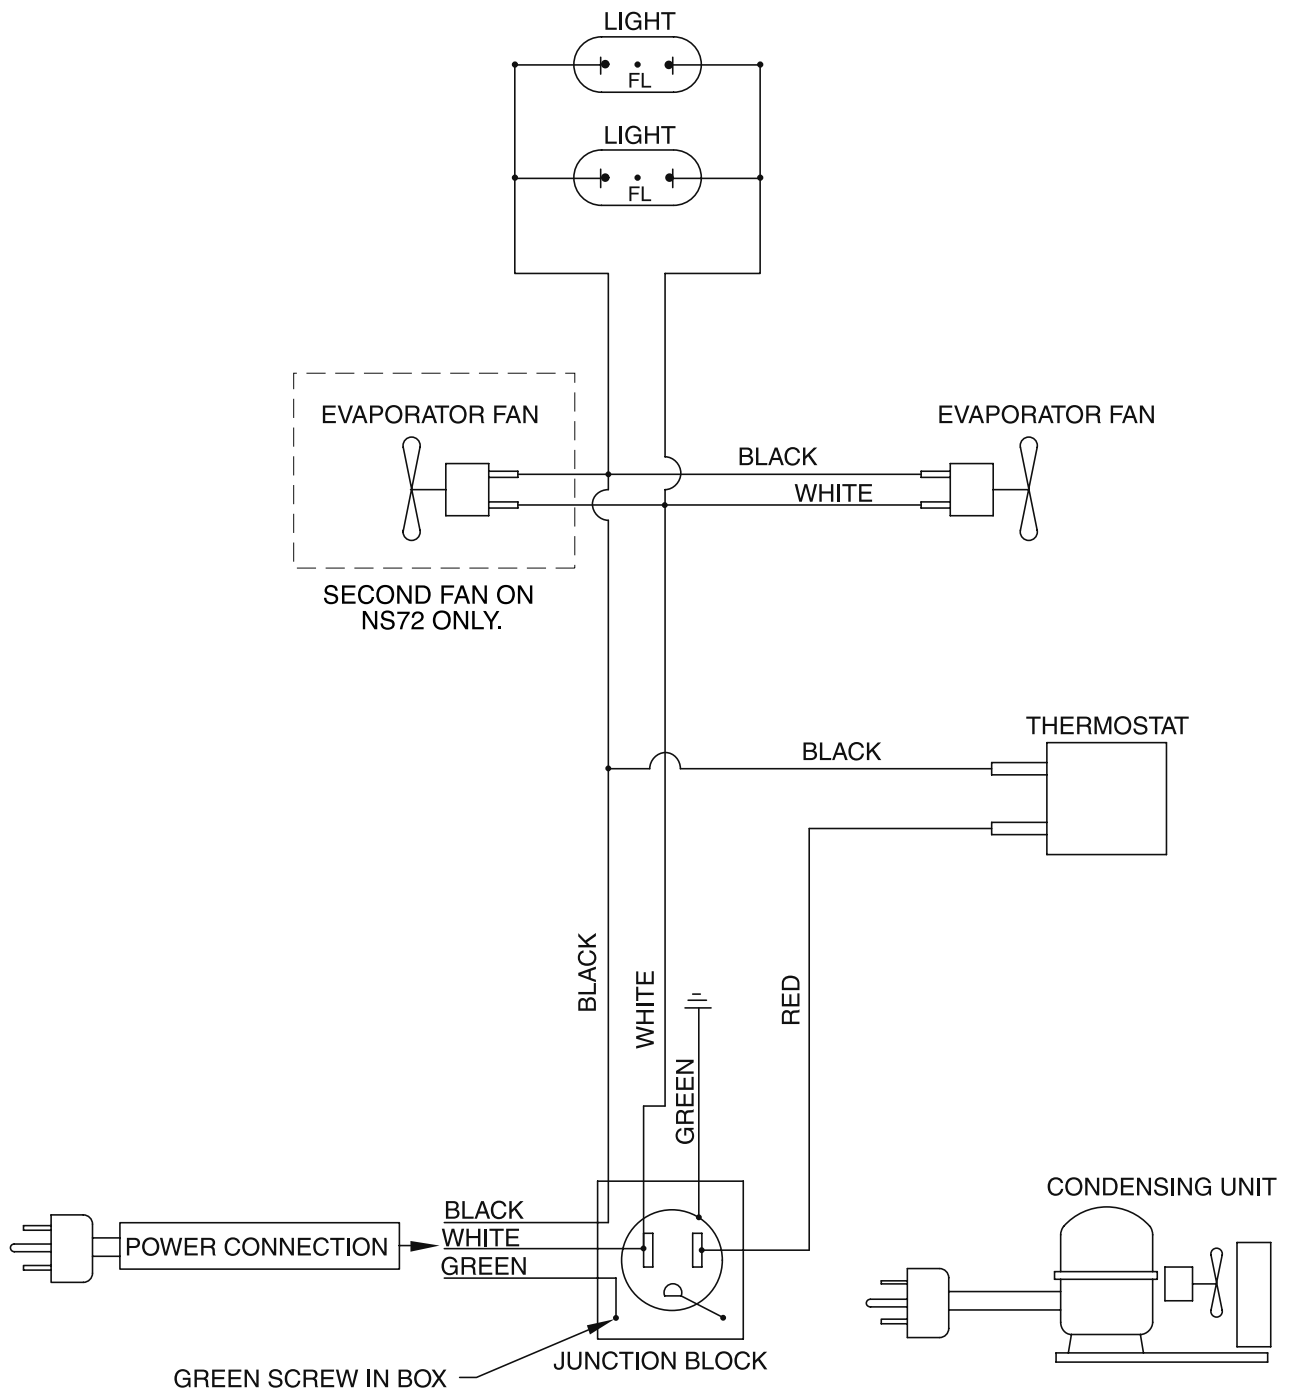 LIGHT
FL
LIGHT
FL
EVAPORATOR FAN
EVAPORATOR FAN
BLACK
WHITE
SECOND FAN ON
NS72 ONLY.
THERMOSTAT
BLACK
BLACK
WHITE
RED
GREEN
CONDENSING UNIT
BLACK
WHITE
POWER CONNECTION
GREEN
JUNCTION BLOCK
GREEN SCREW IN BOX